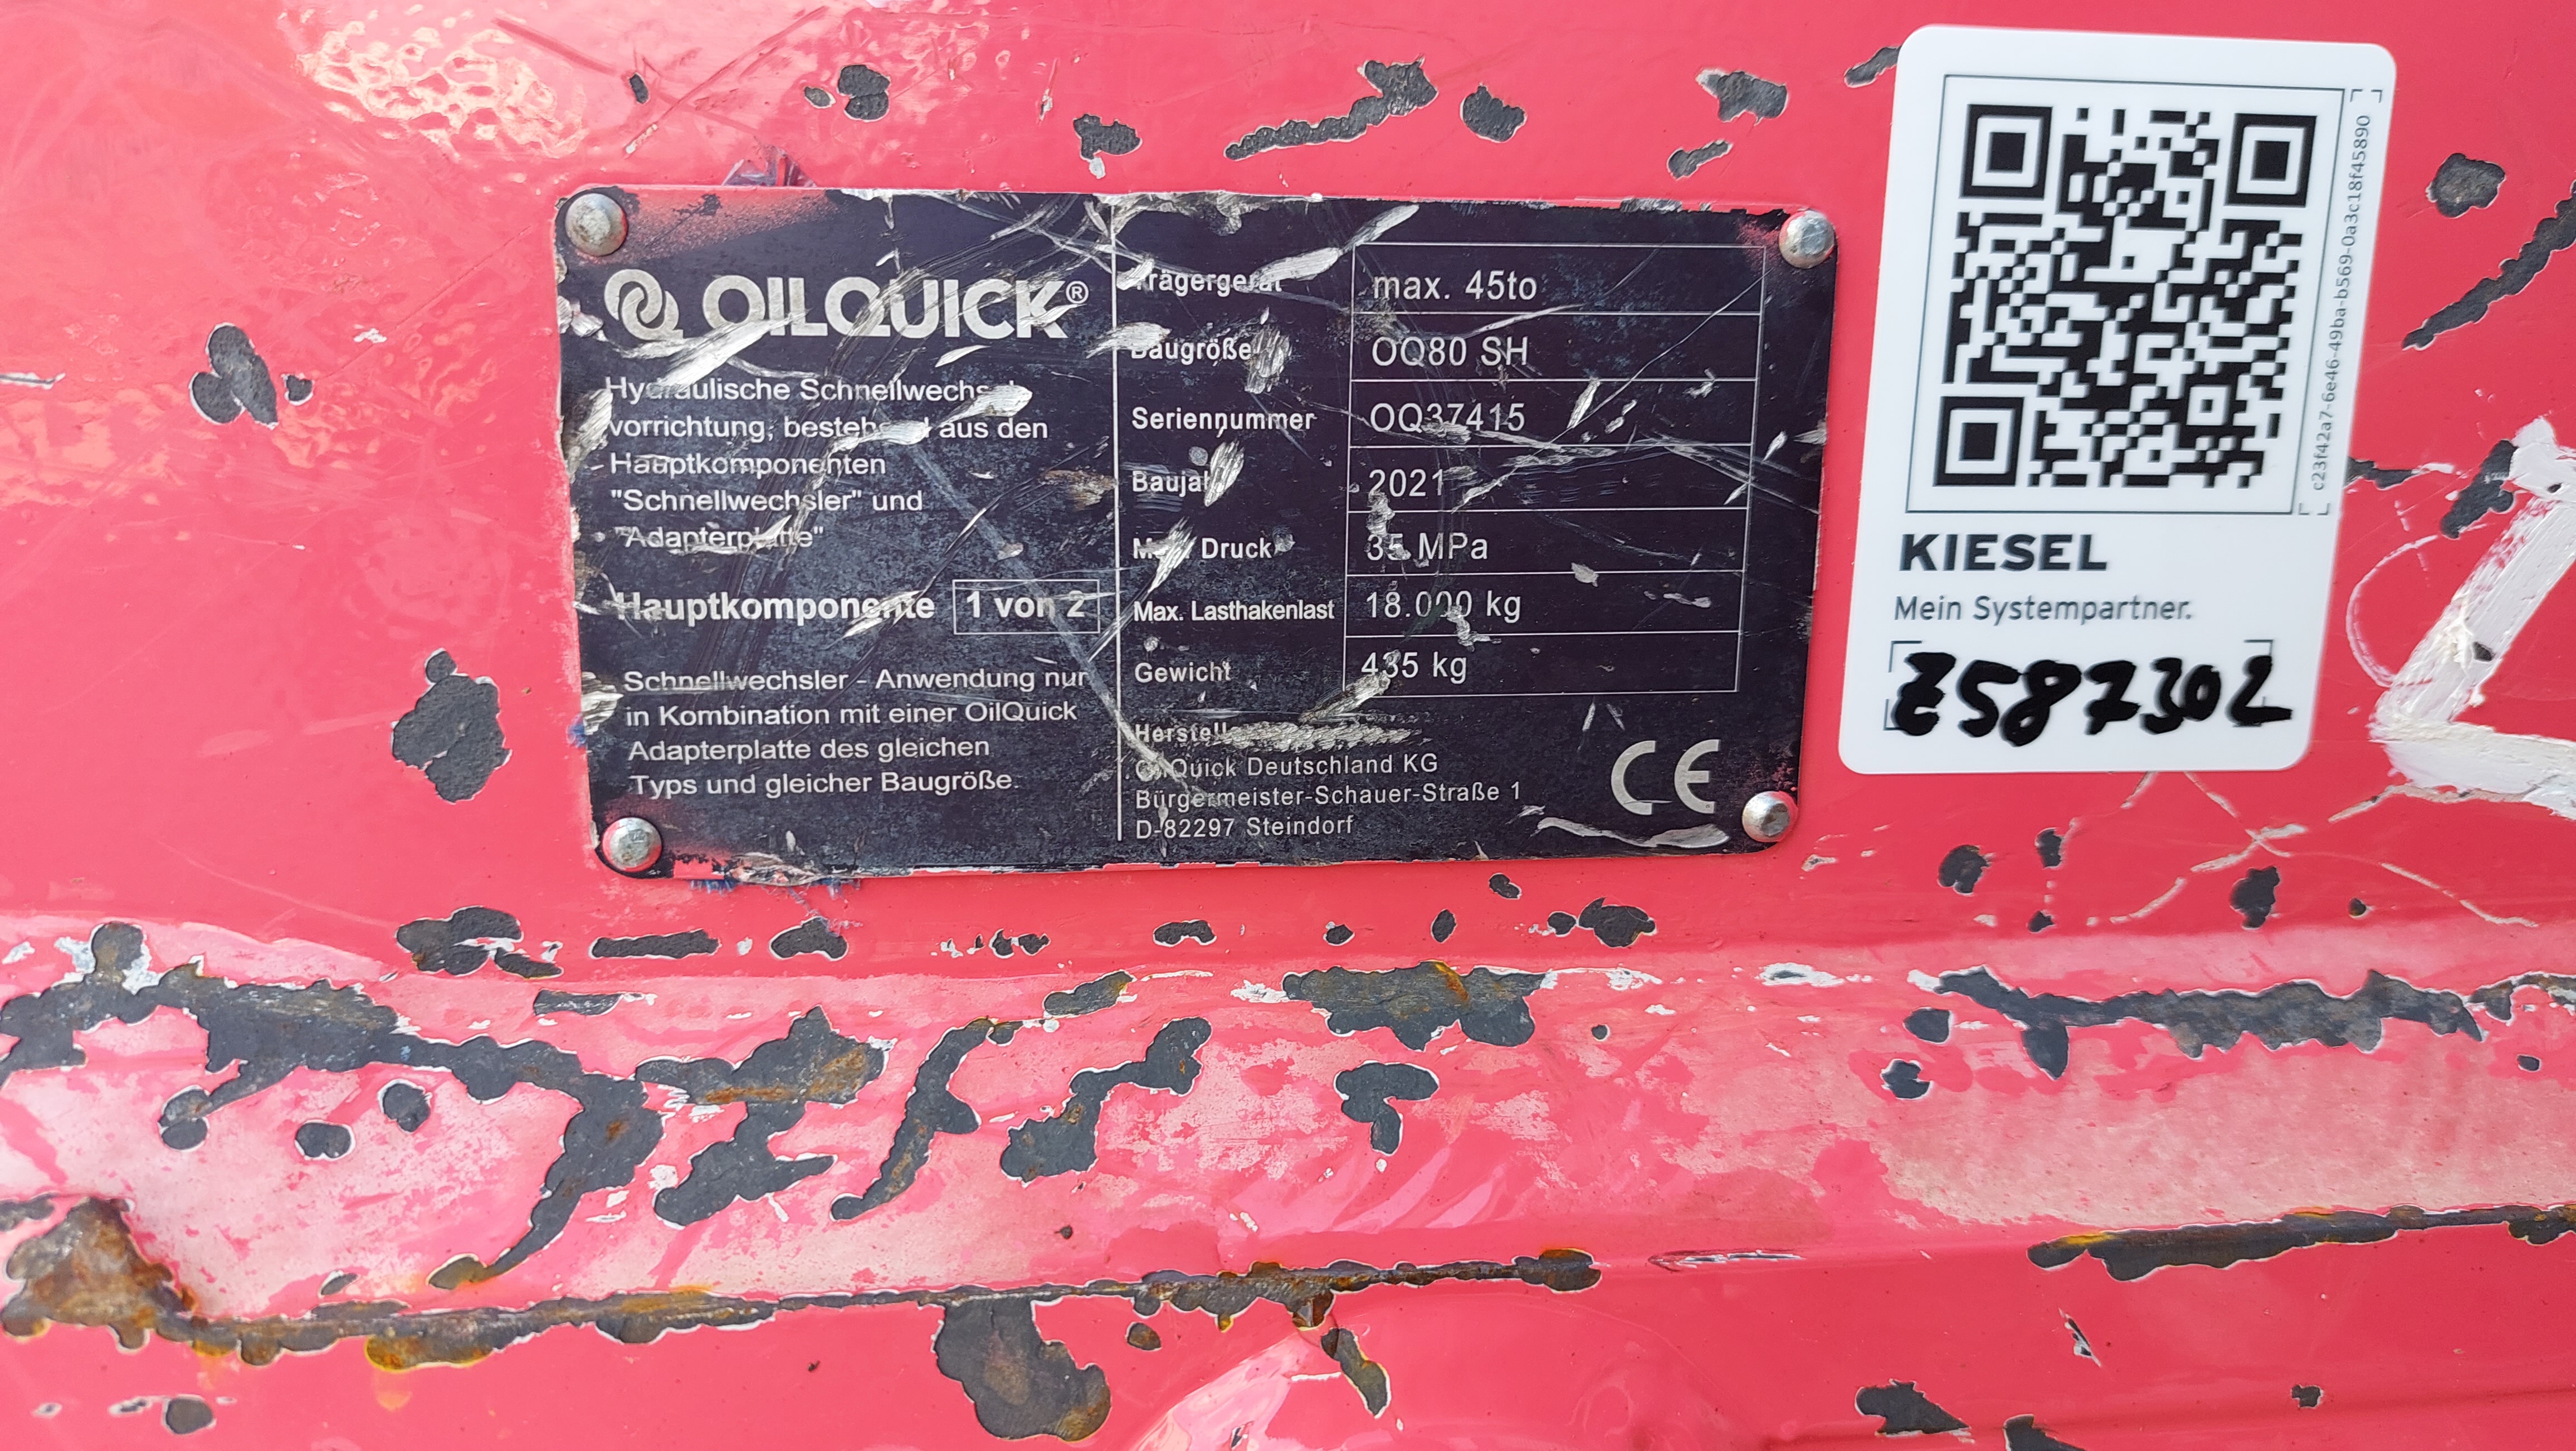 OILQUICK®
Hydraulische Schnellwechsel-
vorrichtung, bestehend aus den
Hauptkomponenten
"Schnellwechsler" und
"Adapterplatte"
Hauptkomponente 1 von 2
Schnellwechsler - Anwendung nur
in Kombination mit einer OilQuick
Adapterplatte des gleichen
Typs und gleicher Baugröße.
Trägergerät max. 45to
Baugröße OQ80 SH
Seriennummer OQ37415
Baujahr 2021
Max. Druck 35 MPa
Max. Lasthakenlast 18.000 kg
Gewicht 435 kg
Hersteller
OilQuick Deutschland KG
Bürgermeister-Schauer-Straße 1
D-82297 Steindorf
CE
c23f42a7-6e46-49ba-b569-0a3c18f45890
KIESEL
Mein Systempartner.
Z587302